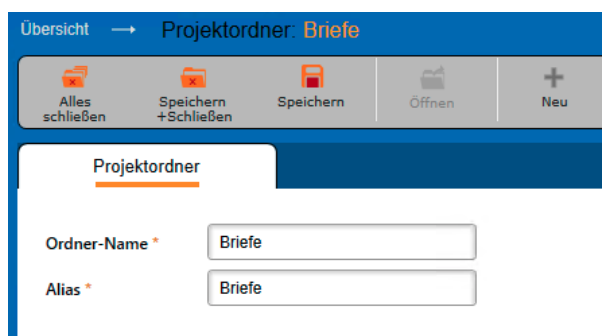 Übersicht → Projektordner: Briefe
Alles schließen
Speichern +Schließen
Speichern
Öffnen
Neu
Projektordner
Ordner-Name * Briefe
Alias * Briefe